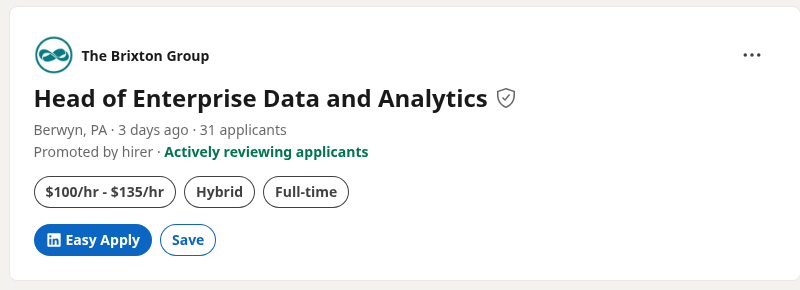 The Brixton Group
Head of Enterprise Data and Analytics
Berwyn, PA · 3 days ago · 31 applicants
Promoted by hirer · Actively reviewing applicants
$100/hr - $135/hr Hybrid Full-time
in Easy Apply Save